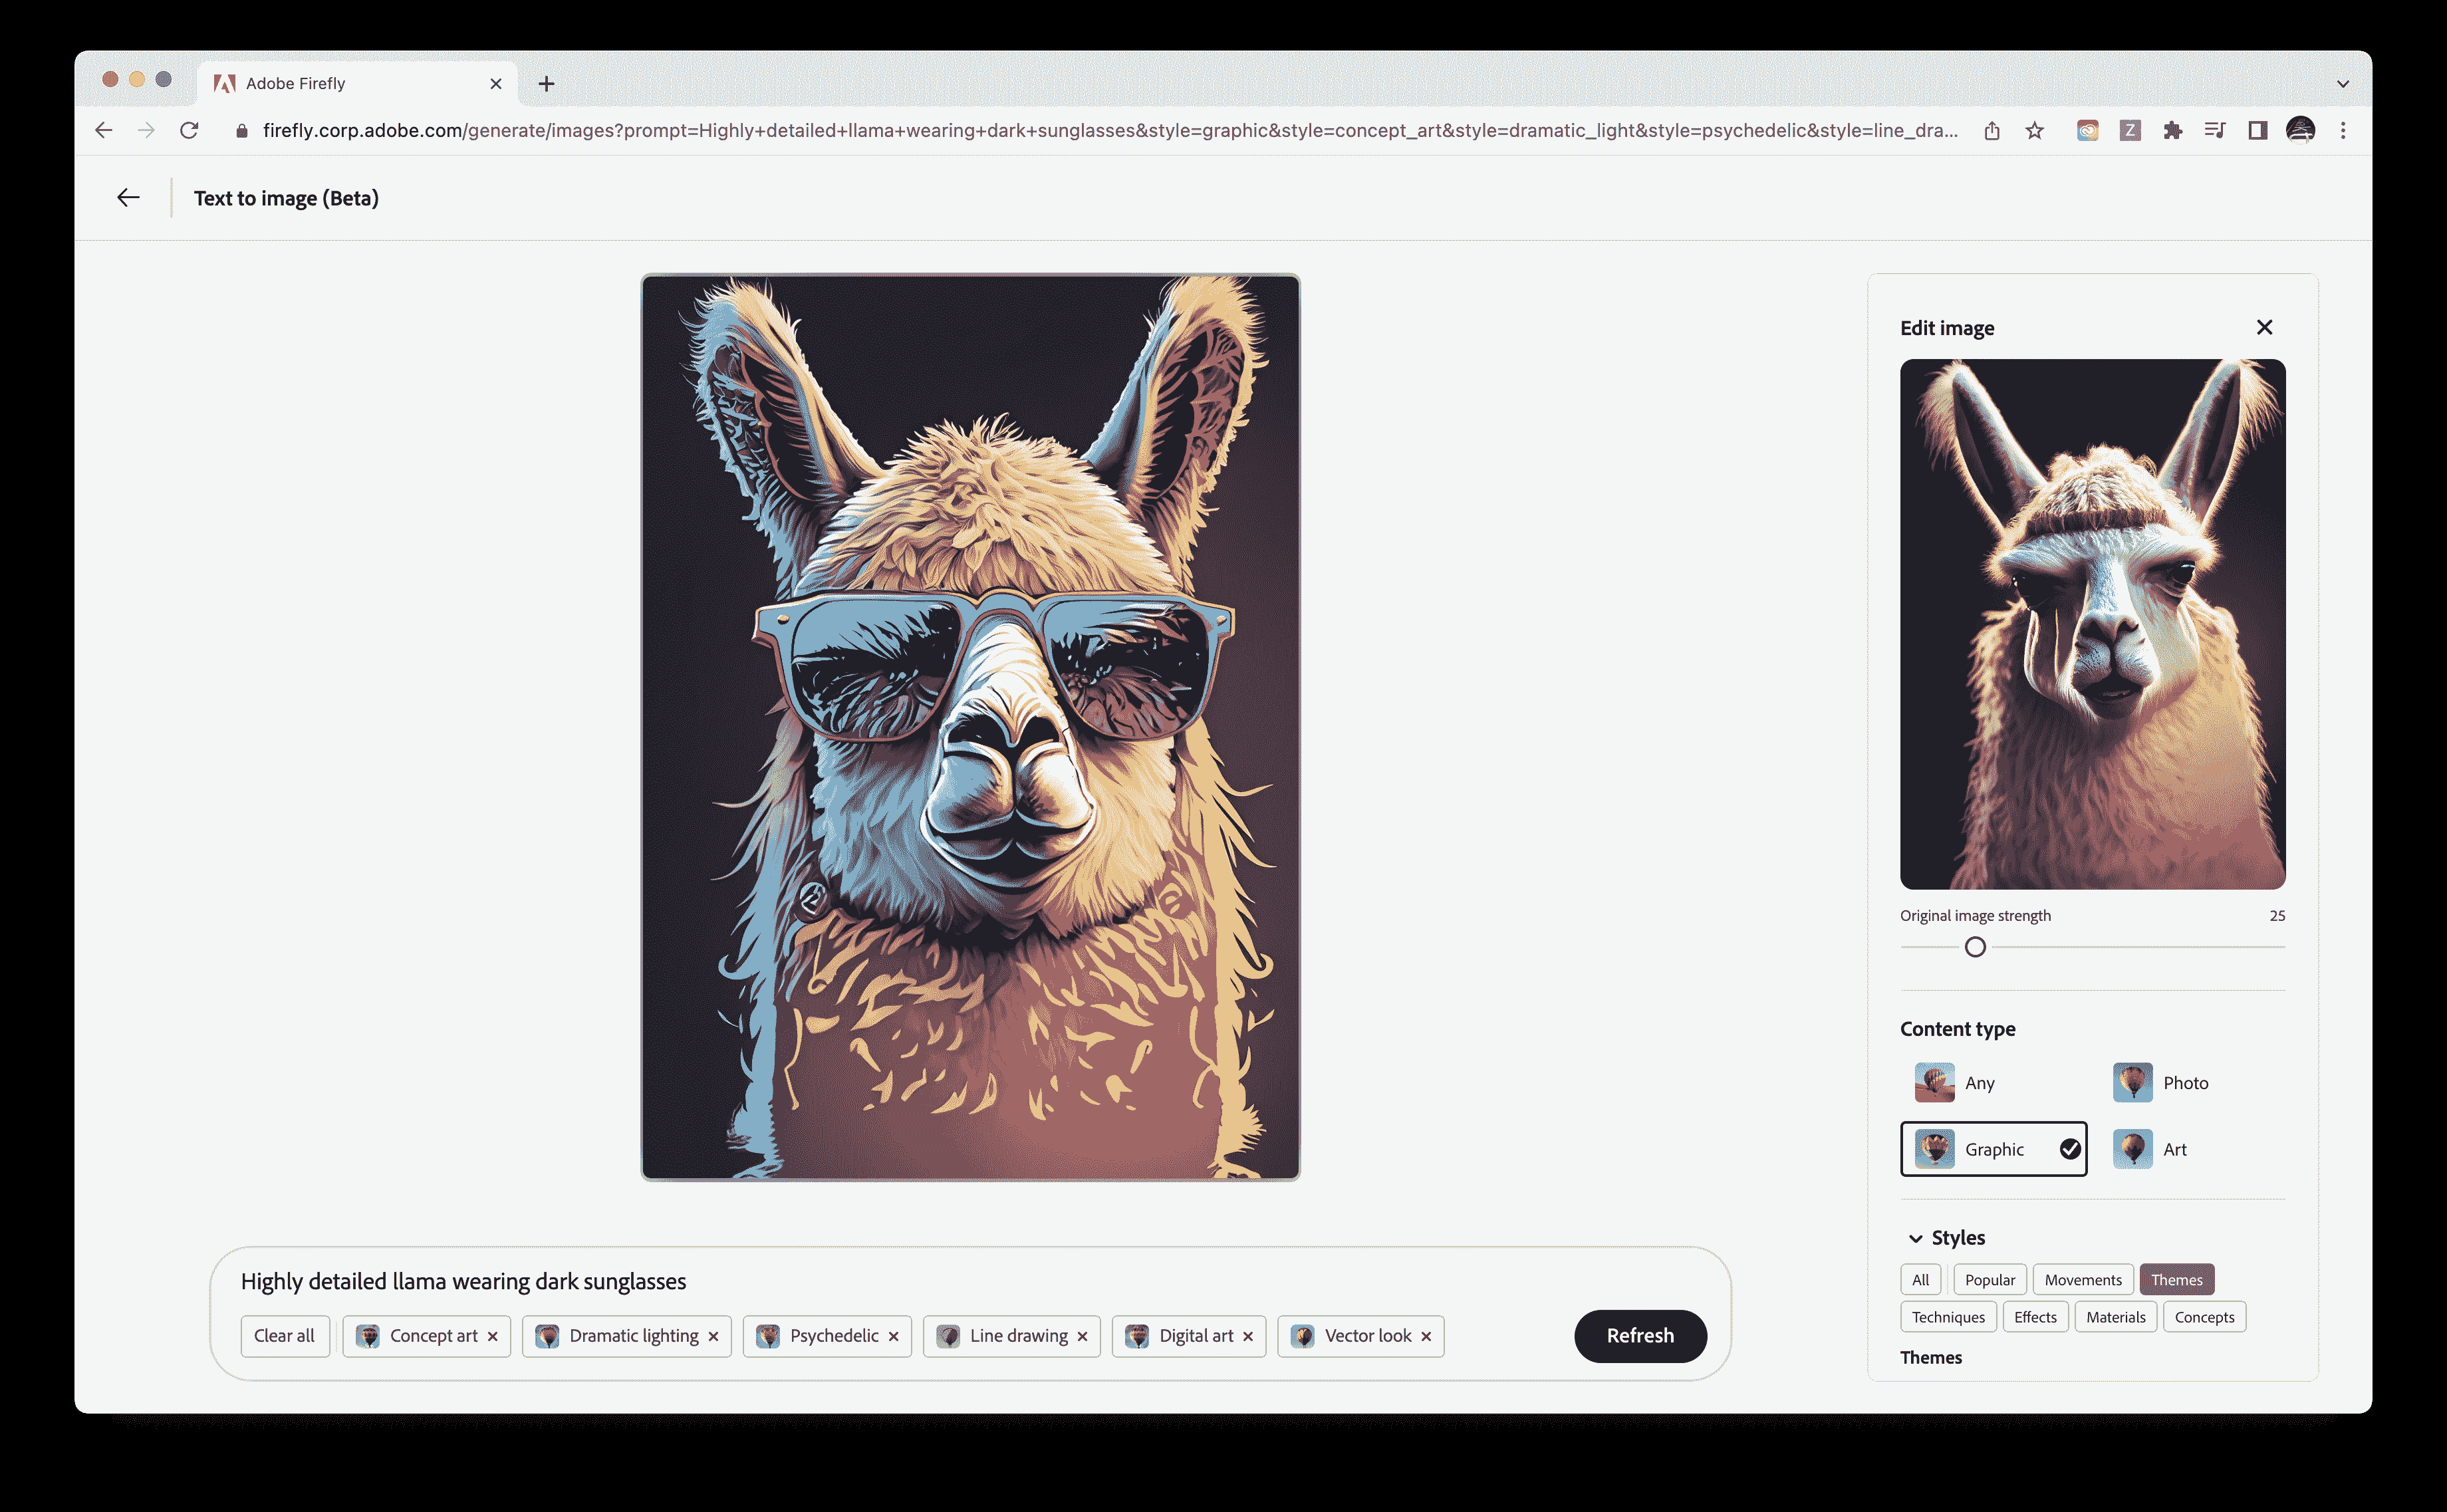 Adobe Firefly
firefly.corp.adobe.com/generate/images?prompt=Highly+detailed+llama+wearing+dark+sunglasses&style=graphic&style=concept_art&style=dramatic_light&style=psychedelic&style=line_dra...
Z
Text to image (Beta)
Edit image
Original image strength 25
Content type
Any Photo
Graphic Art
Styles
All Popular Movements Themes
Techniques Effects Materials Concepts
Themes
Highly detailed llama wearing dark sunglasses
Clear all Concept art Dramatic lighting Psychedelic Line drawing Digital art Vector look Refresh